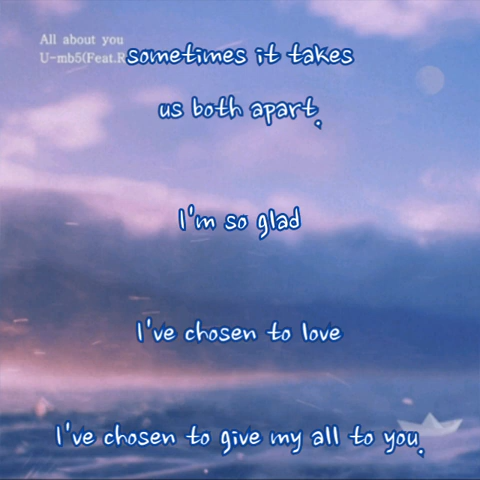 All about you
U-mb5(Feat.R
sometimes it takes
us both apart.
I'm so glad
I've chosen to love
I've chosen to give my all to you.